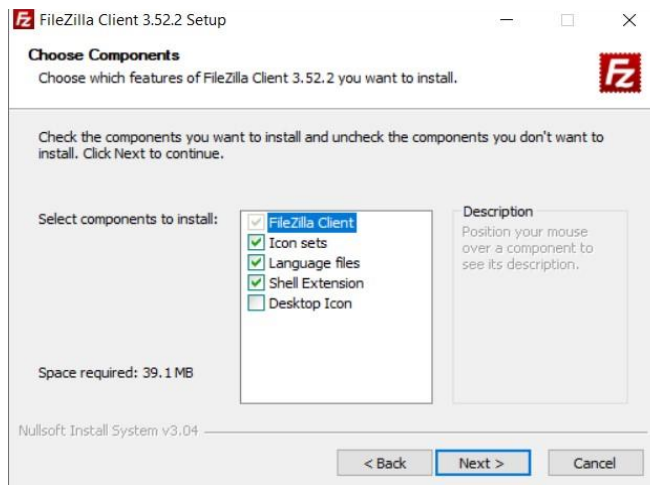 FileZilla Client 3.52.2 Setup
Choose Components
Choose which features of FileZilla Client 3.52.2 you want to install.
Fz
Check the components you want to install and uncheck the components you don't want to
install. Click Next to continue.
Select components to install:
FileZilla Client
Icon sets
Language files
Shell Extension
Desktop Icon
Description
Position your mouse
over a component to
see its description.
Space required: 39.1 MB
Nullsoft Install System v3.04
< Back
Next >
Cancel